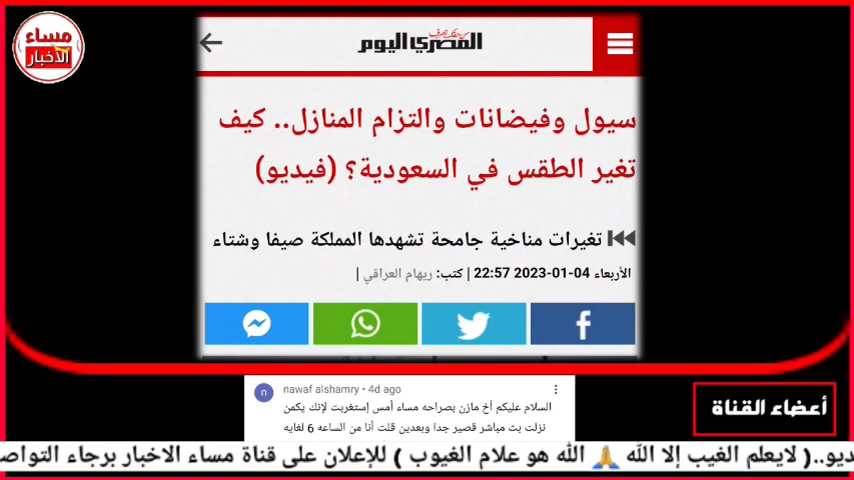 مساء
الأخبار
المصري اليوم
سيول وفيضانات والتزام المنازل.. كيف
تغير الطقس في السعودية؟ (فيديو)
تغيرات مناخية جامحة تشهدها المملكة صيفا وشتاء
الأربعاء 04-01-2023 22:57 | كتب: ريهام العراقي |
nawaf alshamry • 4d ago
n
السلام عليكم أخ مازن بصراحه مساء أمس إستغربت لإنك يكمن
نزلت بث مباشر قصير جدا وبعدين قلت أنا من الساعه 6 لغايه
أعضاء القناة
ديو..( لايعلم الغيب إلا الله 🙏 الله هو علام الغيوب ) للإعلان على قناة مساء الاخبار برجاء التواص